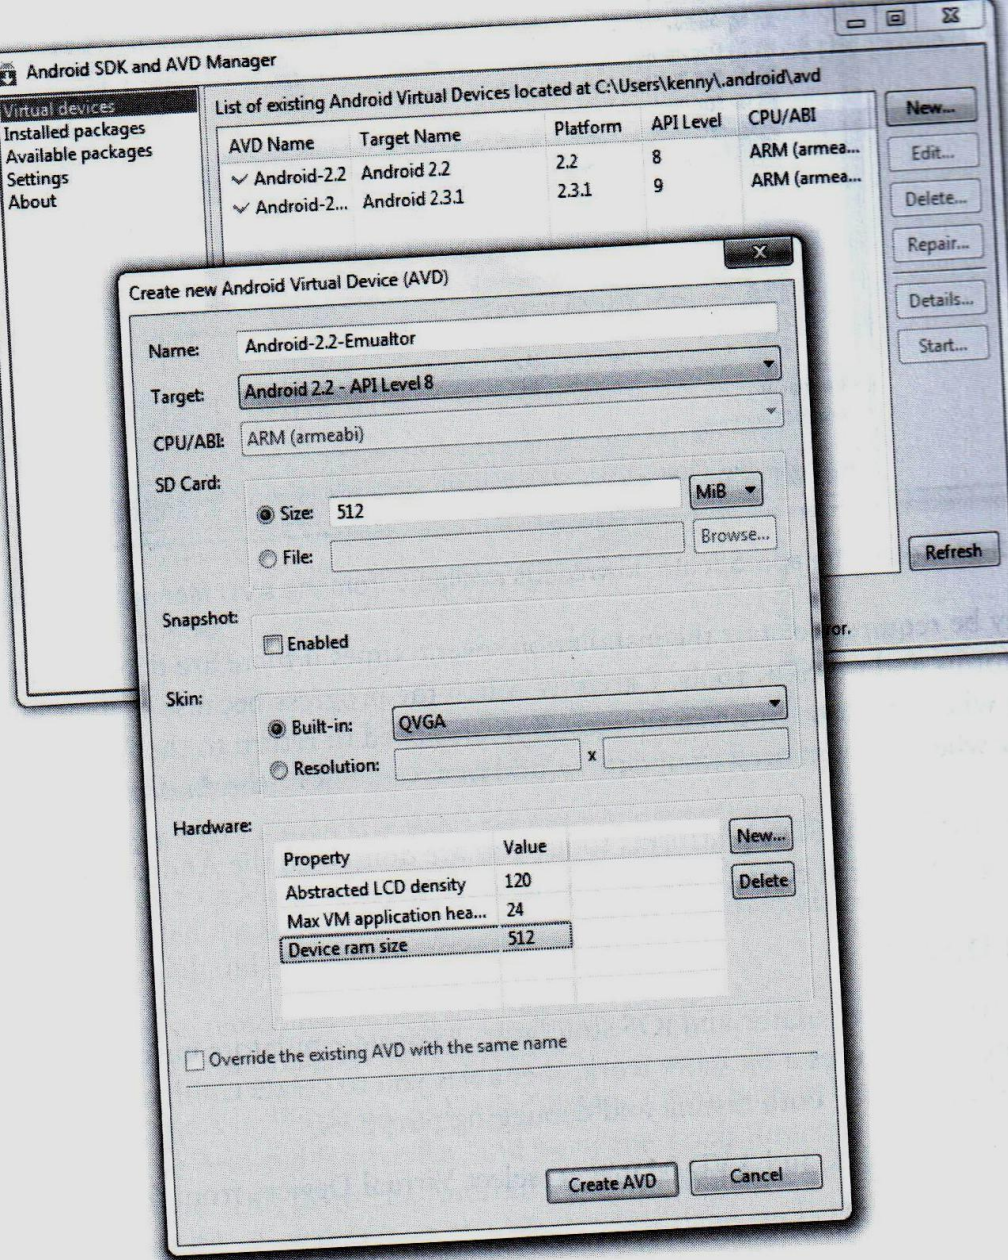 Android SDK and AVD Manager
Virtual devices
Installed packages
Available packages
Settings
About
List of existing Android Virtual Devices located at C:\Users\kenny\.android\avd
AVD Name Target Name Platform API Level CPU/ABI
Android-2.2 Android 2.2 2.2 8 ARM (armea...
Android-2... Android 2.3.1 2.3.1 9 ARM (armea...
New...
Edit...
Delete...
Repair...
Details...
Start...
Refresh
ror.
Create new Android Virtual Device (AVD)
Name: Android-2.2-Emualtor
Target: Android 2.2 - API Level 8
CPU/ABI: ARM (armeabi)
SD Card:
Size: 512 MiB
File: Browse...
Snapshot:
Enabled
Skin:
Built-in: QVGA
Resolution: x
Hardware:
Property Value New...
Abstracted LCD density 120 Delete
Max VM application hea... 24
Device ram size 512
Override the existing AVD with the same name
Create AVD Cancel